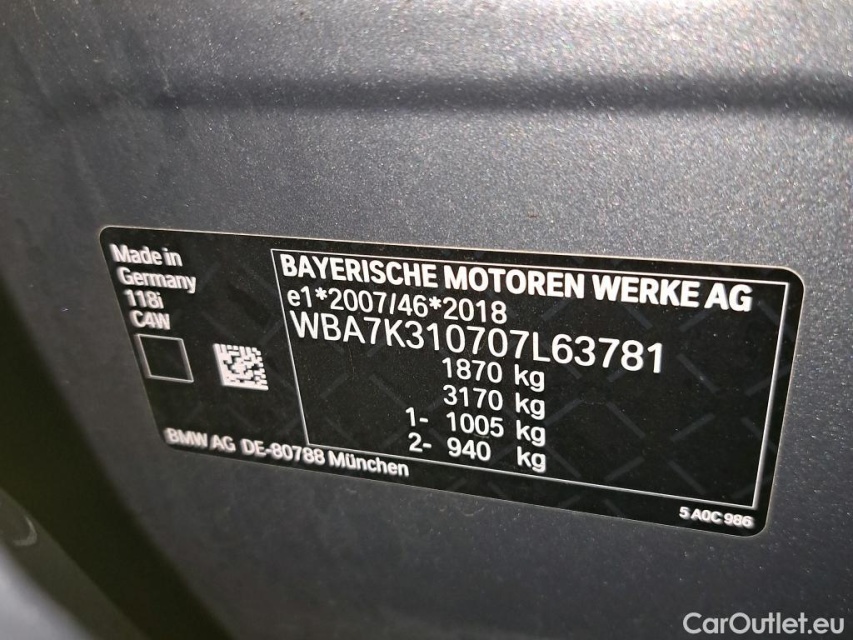 Made in
Germany
118i
C4W
BAYERISCHE MOTOREN WERKE AG
e1*2007/46*2018
WBA7K310707L63781
1870 kg
3170 kg
1- 1005 kg
2- 940 kg
BMW AG DE-80788 München
5 A0C 986
CarOutlet.eu